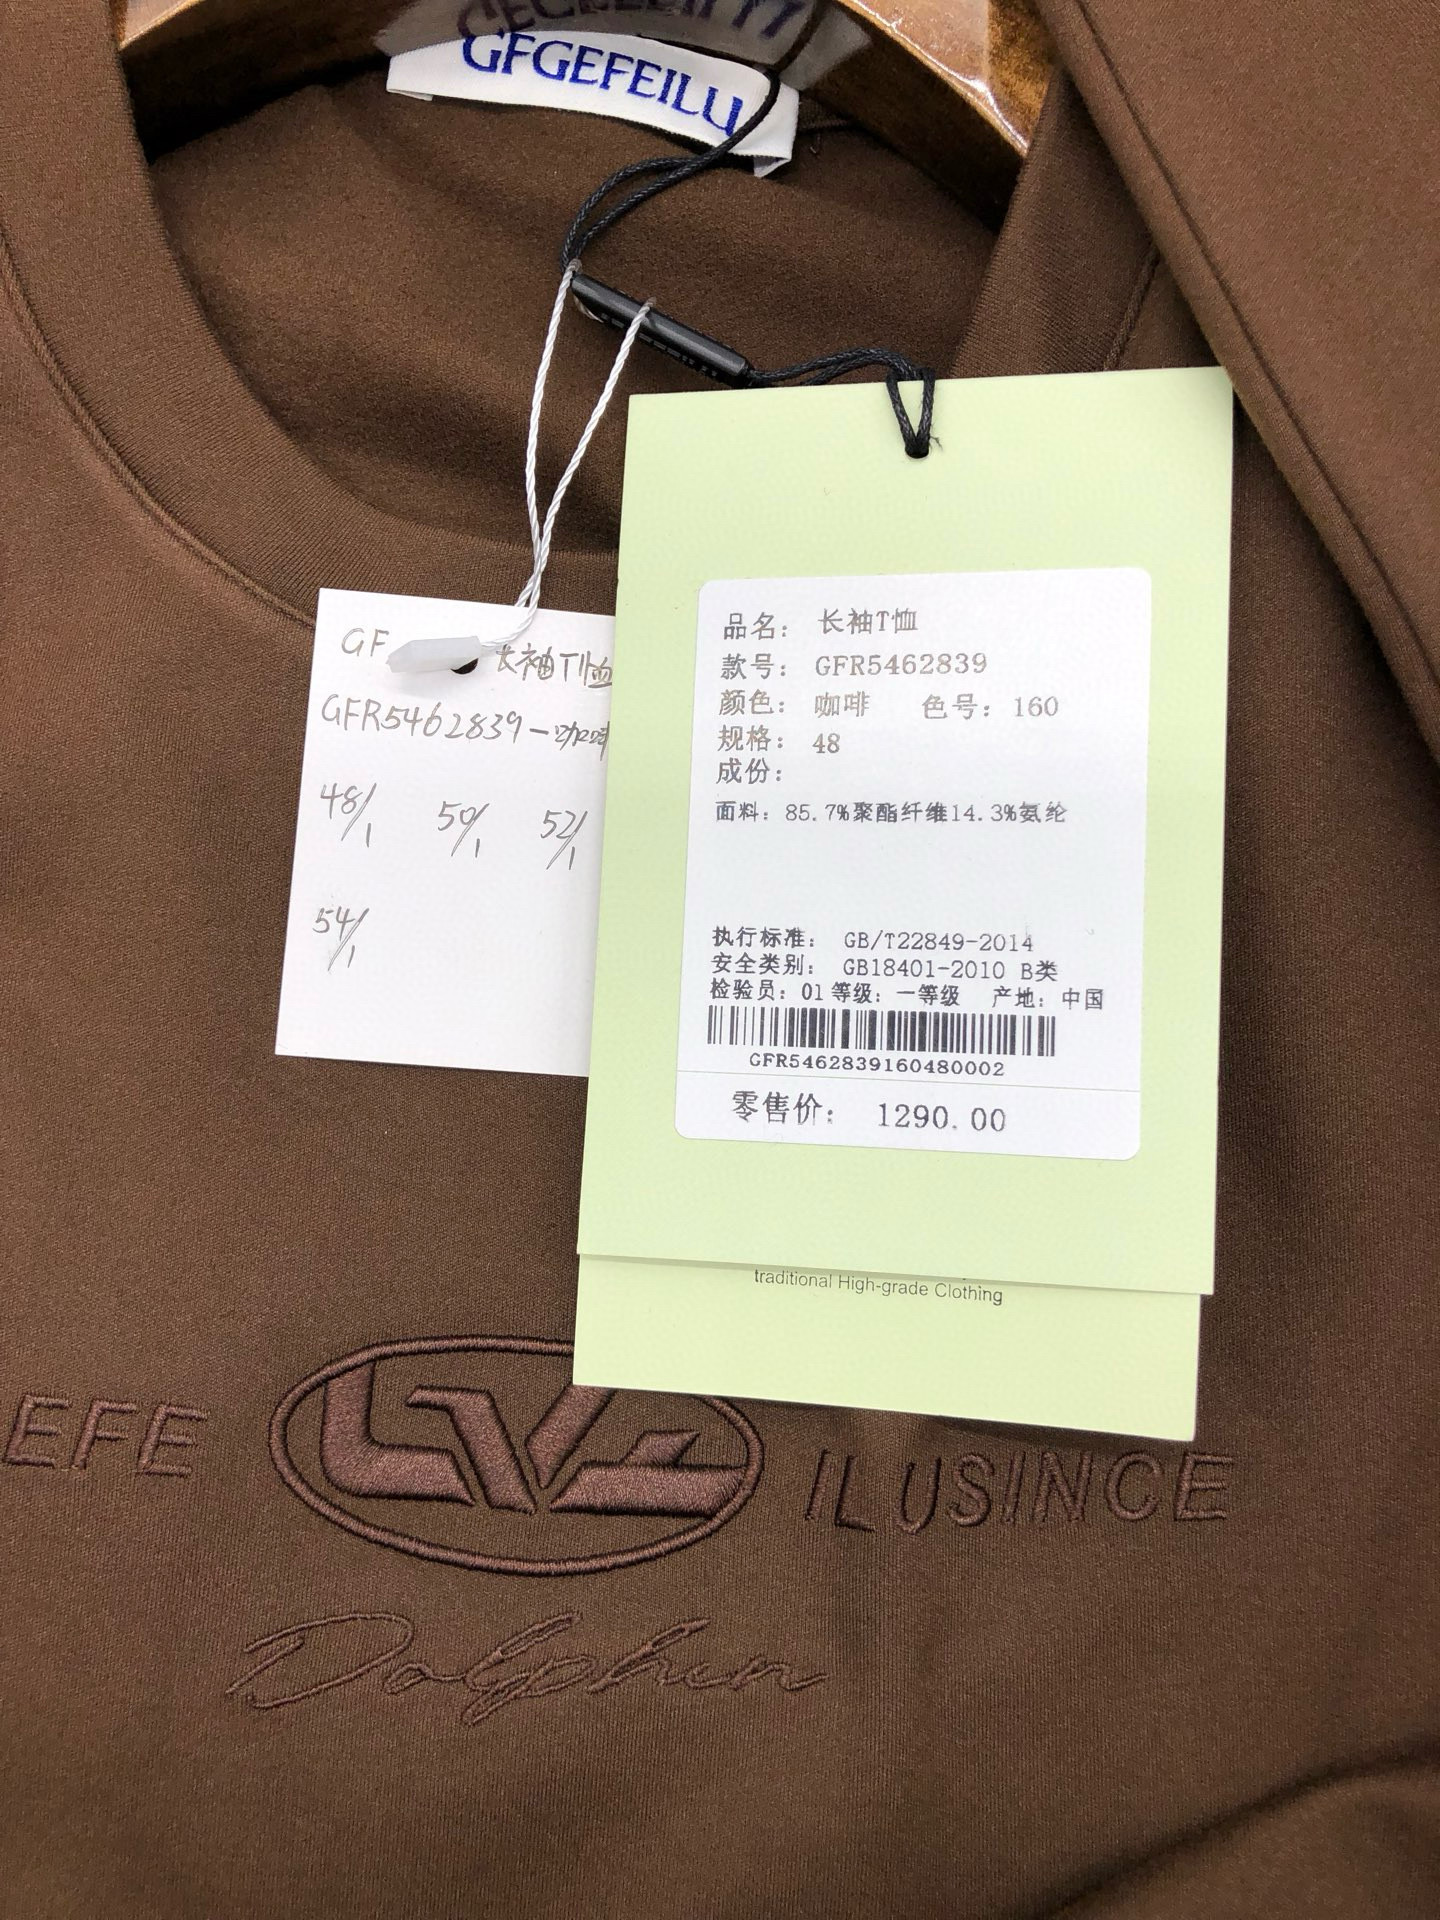 GFGEFEILU
GF 长袖T恤
GFR5462839-咖啡
48/1 50/1 52/1
54/1
品名： 长袖T恤
款号： GFR5462839
颜色： 咖啡 色号：160
规格： 48
成份：
面料：85.7%聚酯纤维14.3%氨纶
执行标准： GB/T22849-2014
安全类别： GB18401-2010 B类
检验员：01 等级：一等级 产地：中国
GFR5462839160480002
零售价： 1290.00
traditional High-grade Clothing
EFE ILUSINCE
Dolphin